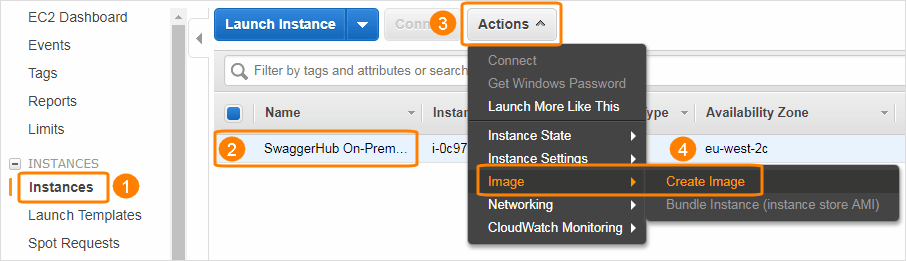 EC2 Dashboard
Events
Tags
Reports
Limits
INSTANCES
Instances
1
Launch Templates
Spot Requests
Launch Instance
3
Actions
Filter by tags and attributes or search
Name
Type
Availability Zone
2
SwaggerHub On-Prem...
i-0c97
4
eu-west-2c
Connect
Get Windows Password
Launch More Like This
Instance State
Instance Settings
Image
Networking
CloudWatch Monitoring
Create Image
Bundle Instance (instance store AMI)